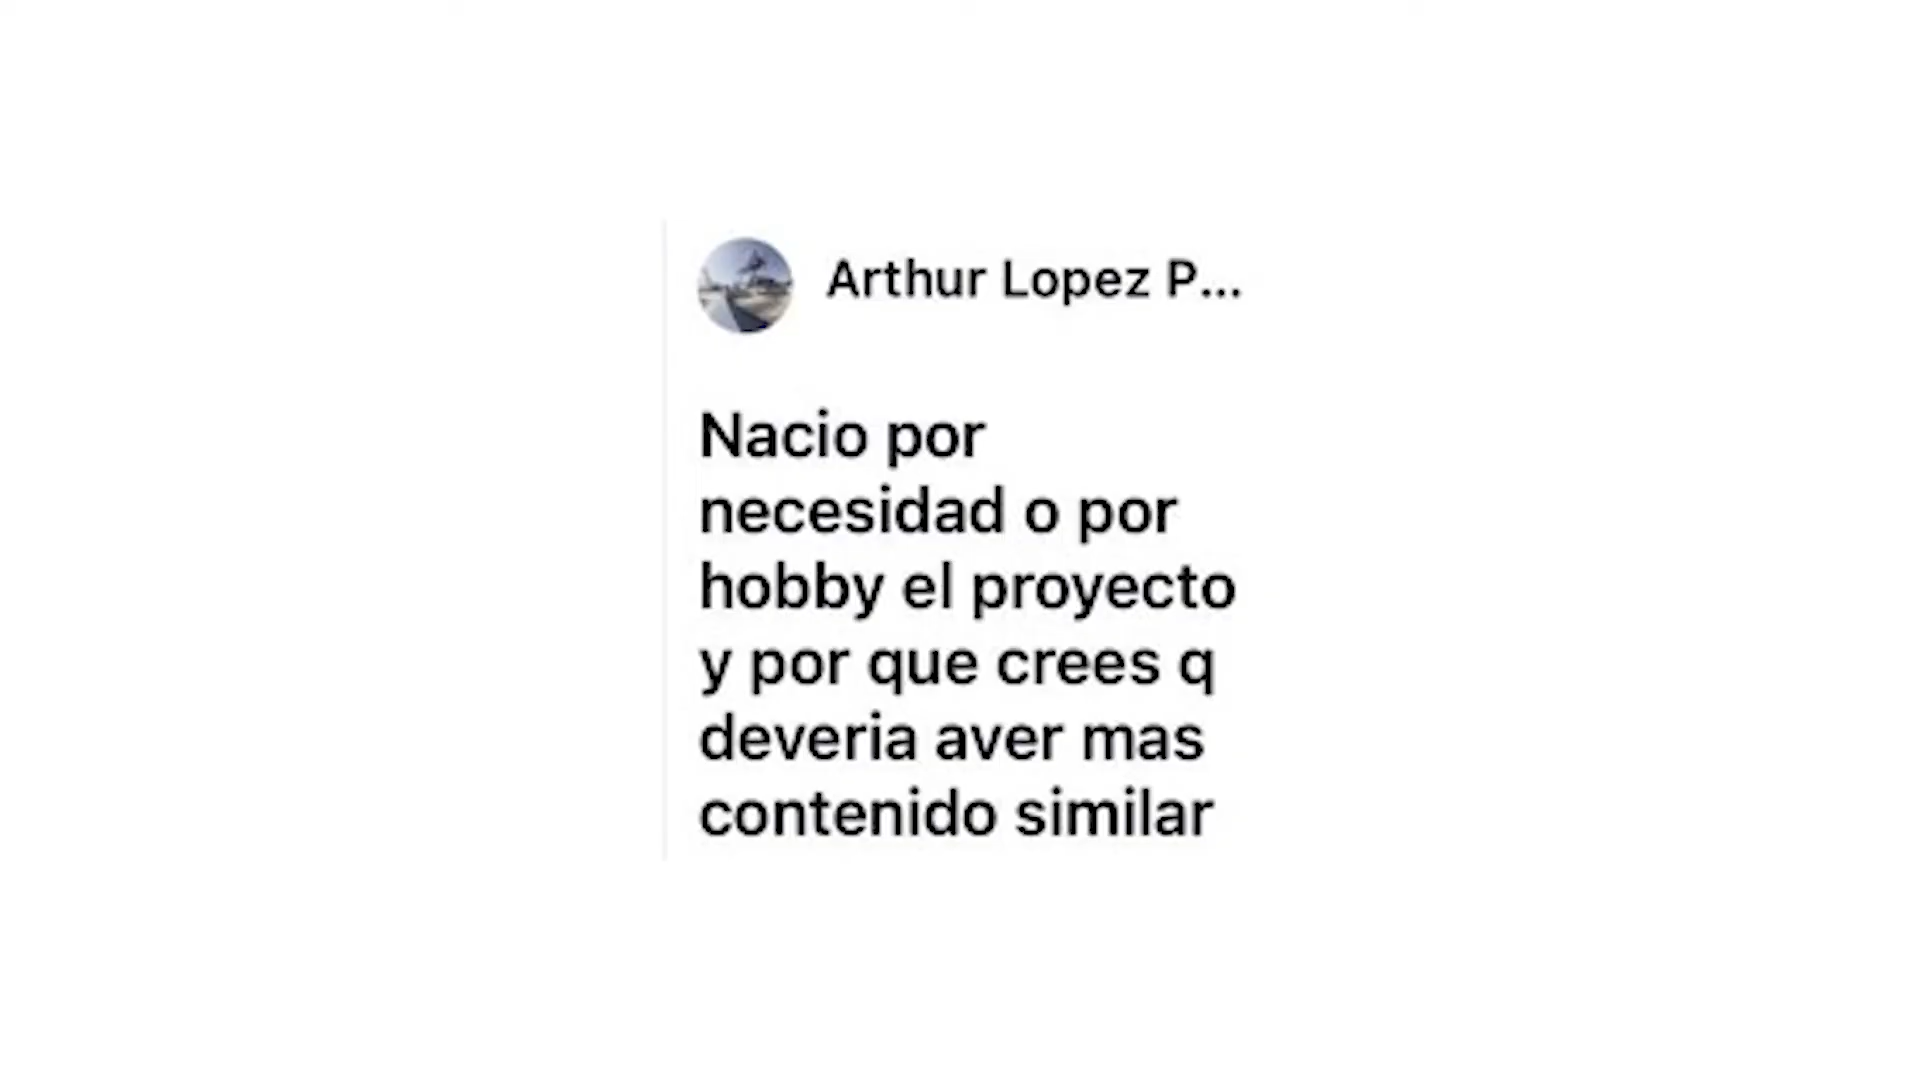 Arthur Lopez P...
Nacio por
necesidad o por
hobby el proyecto
y por que crees q
deveria aver mas
contenido similar